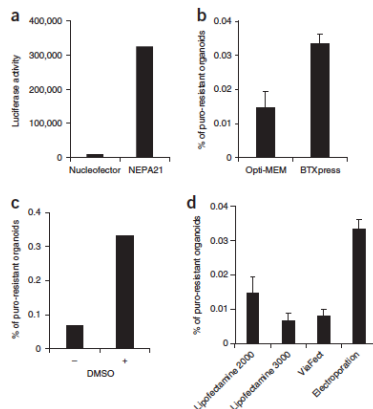 a
Luciferase activity
400,000
300,000
200,000
100,000
0
Nucleofector NEPA21
b
% of puro-resistant organoids
0.04
0.03
0.02
0.01
0
Opti-MEM BTXpress
c
% of puro-resistant organoids
0.4
0.3
0.2
0.1
0
– +
DMSO
d
% of puro-resistant organoids
0.04
0.03
0.02
0.01
0
Lipofectamine 2000
Lipofectamine 3000
ViaFect
Electroporation